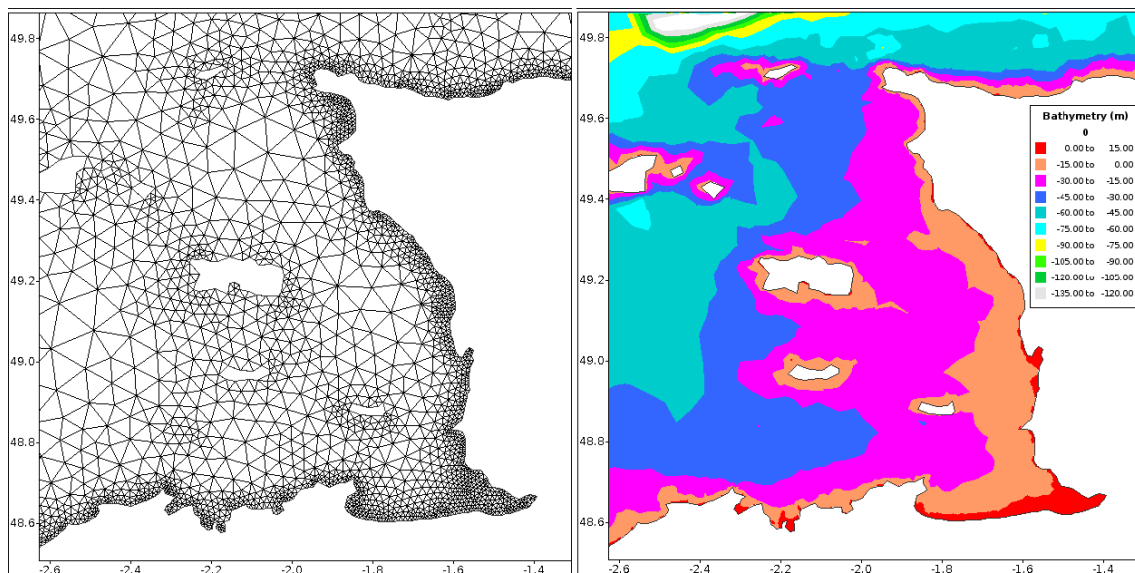 49.8
49.6
49.4
49.2
49.0
48.8
48.6
-2.6 -2.4 -2.2 -2.0 -1.8 -1.6 -1.4
49.8
49.6
49.4
49.2
49.0
48.8
48.6
-2.6 -2.4 -2.2 -2.0 -1.8 -1.6 -1.4
Bathymetry (m)
0
0.00 to 15.00
-15.00 to 0.00
-30.00 to -15.00
-45.00 to -30.00
-60.00 to -45.00
-75.00 to -60.00
-90.00 to -75.00
-105.00 to -90.00
-120.00 to -105.00
-135.00 to -120.00